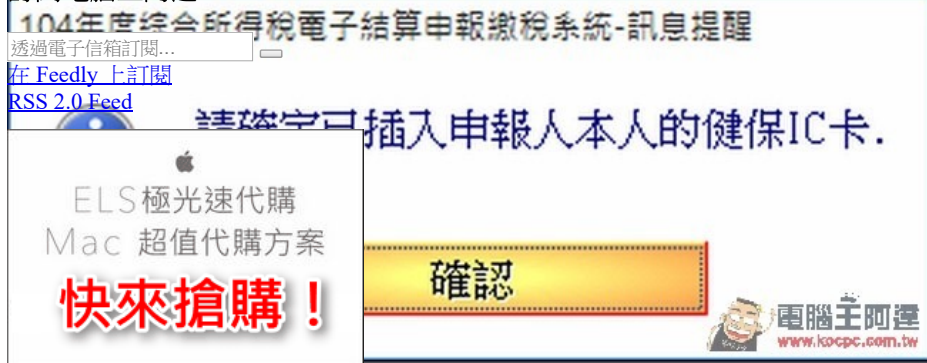 104年度綜合所得稅電子結算申報繳稅系統-訊息提醒
透過電子信箱訂閱...
在 Feedly 上訂閱
RSS 2.0 Feed
請確定已插入申報人本人的健保IC卡.
ELS極光速代購
Mac 超值代購方案
快來搶購！
確認
電腦王阿達
www.kocpc.com.tw